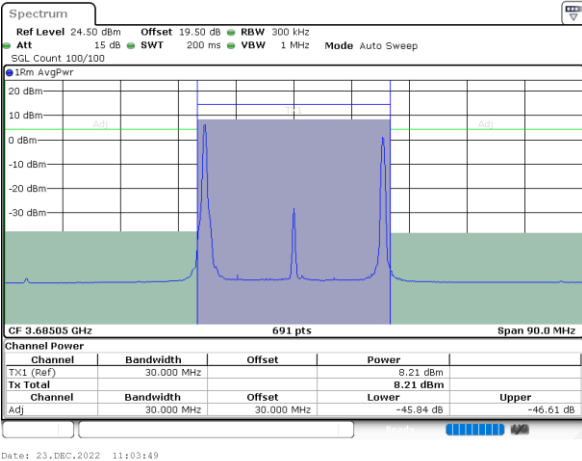 Spectrum
Ref Level 24.50 dBm Offset 19.50 dB RBW 300 kHz
Att 15 dB SWT 200 ms VBW 1 MHz Mode Auto Sweep
SGL Count 100/100
1Rm AvgPwr
20 dBm
TX1
10 dBm
Adj Adj
0 dBm
-10 dBm
-20 dBm
-30 dBm
CF 3.68505 GHz 691 pts Span 90.0 MHz
Channel Power
Channel Bandwidth Offset Power
TX1 (Ref) 30.000 MHz 8.21 dBm
Tx Total 8.21 dBm
Channel Bandwidth Offset Lower Upper
Adj 30.000 MHz 30.000 MHz -45.84 dB -46.61 dB
Ready
Date: 23.DEC.2022 11:03:49